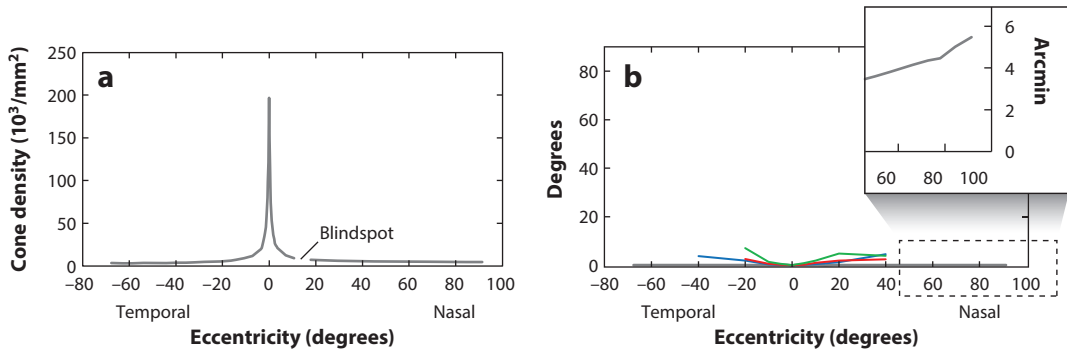 a
Cone density (10³/mm²)
250
200
150
100
50
0
Blindspot
−80 −60 −40 −20 0 20 40 60 80 100
Temporal Nasal
Eccentricity (degrees)
b
Degrees
80
60
40
20
0
−80 −60 −40 −20 0 20 40 60 80 100
Temporal Nasal
Eccentricity (degrees)
6
4
2
0
Arcmin
60 80 100